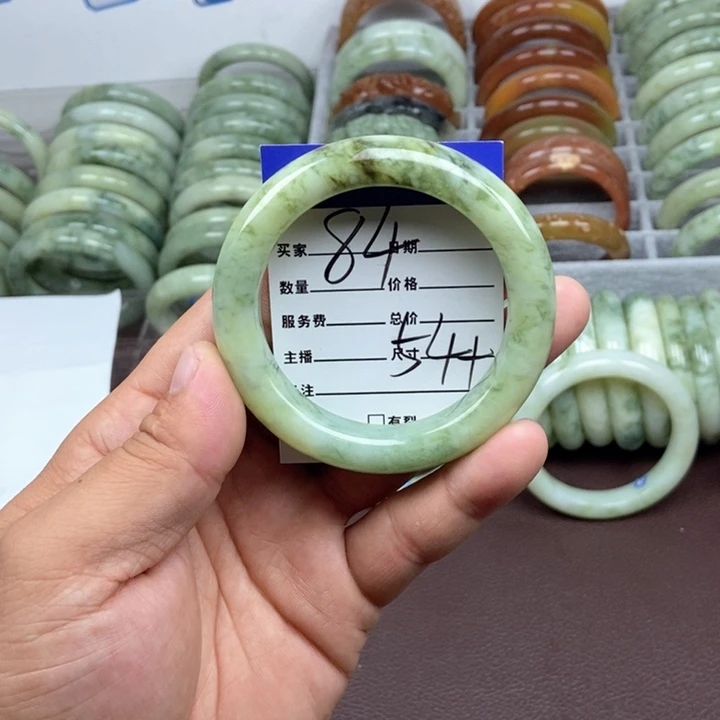 买家 84 日期
数量 价格
服务费 总价
主播 尺寸 544
注
有裂